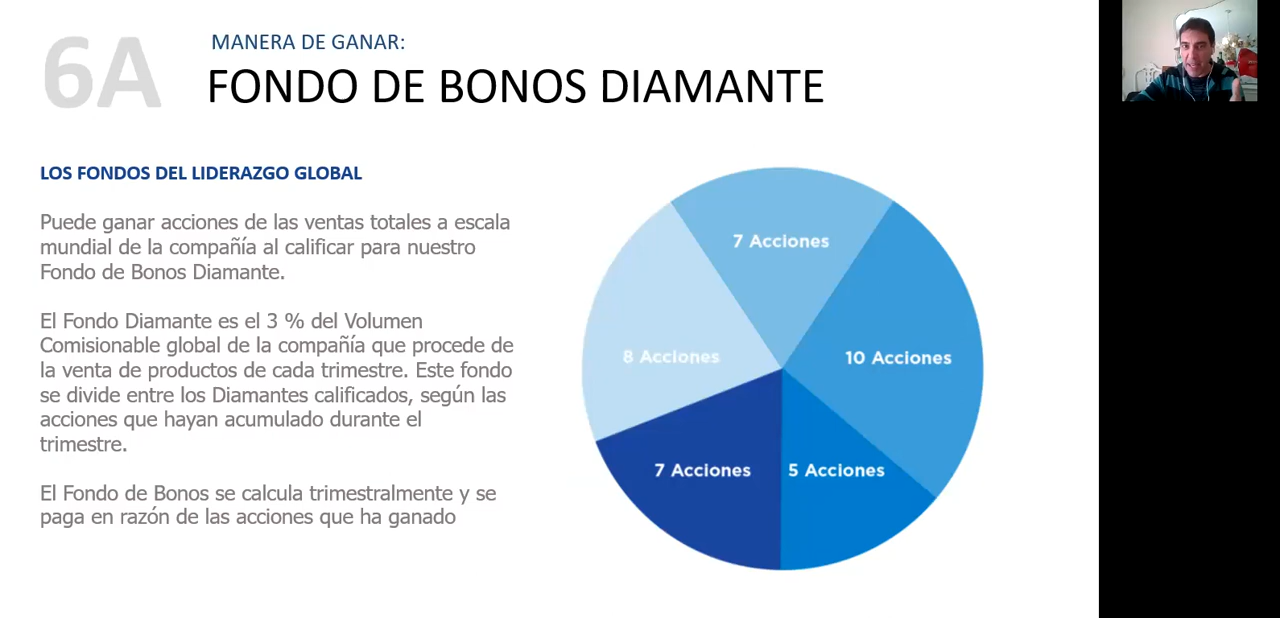 6A
MANERA DE GANAR:
FONDO DE BONOS DIAMANTE
LOS FONDOS DEL LIDERAZGO GLOBAL
Puede ganar acciones de las ventas totales a escala
mundial de la compañía al calificar para nuestro
Fondo de Bonos Diamante.
El Fondo Diamante es el 3 % del Volumen
Comisionable global de la compañía que procede de
la venta de productos de cada trimestre. Este fondo
se divide entre los Diamantes calificados, según las
acciones que hayan acumulado durante el
trimestre.
El Fondo de Bonos se calcula trimestralmente y se
paga en razón de las acciones que ha ganado
7 Acciones
8 Acciones
10 Acciones
7 Acciones
5 Acciones